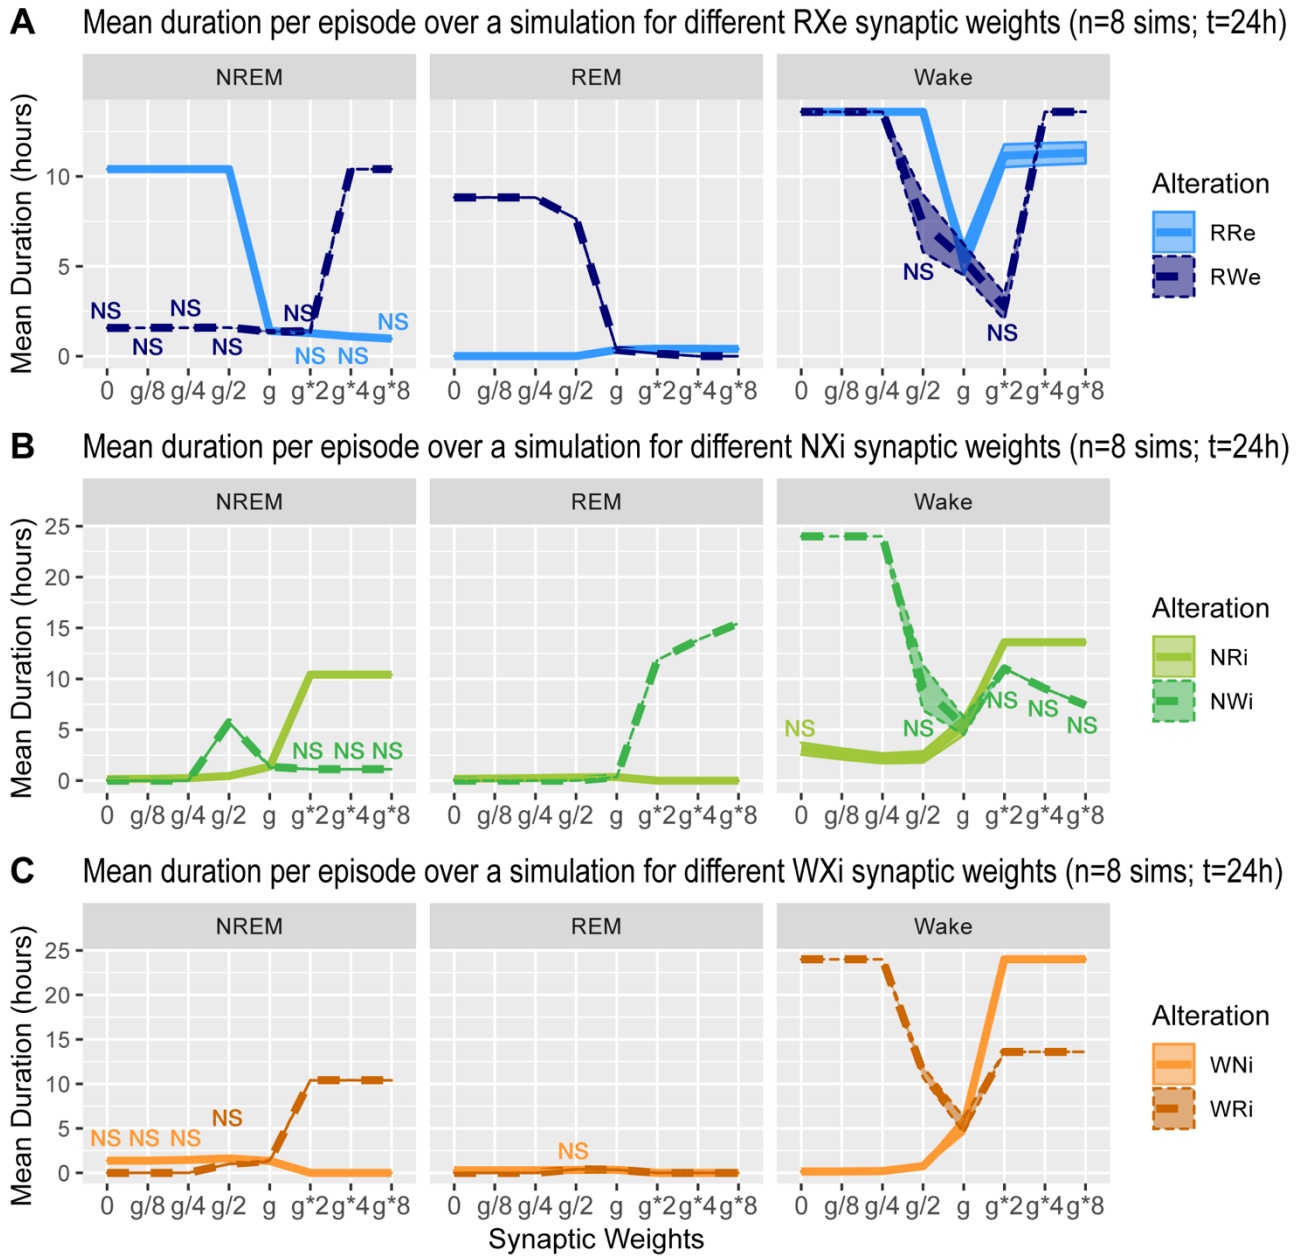 A Mean duration per episode over a simulation for different RXe synaptic weights (n=8 sims; t=24h)
NREM REM Wake
Mean Duration (hours)
10
5
0
NS NS NS NS NS NS NS NS
NS NS
0 g/8 g/4 g/2 g g*2 g*4 g*8
0 g/8 g/4 g/2 g g*2 g*4 g*8
0 g/8 g/4 g/2 g g*2 g*4 g*8
Alteration
RRe
RWe
B Mean duration per episode over a simulation for different NXi synaptic weights (n=8 sims; t=24h)
NREM REM Wake
Mean Duration (hours)
25
20
15
10
5
0
NS NS NS
NS NS NS NS NS
0 g/8 g/4 g/2 g g*2 g*4 g*8
0 g/8 g/4 g/2 g g*2 g*4 g*8
0 g/8 g/4 g/2 g g*2 g*4 g*8
Alteration
NRi
NWi
C Mean duration per episode over a simulation for different WXi synaptic weights (n=8 sims; t=24h)
NREM REM Wake
Mean Duration (hours)
25
20
15
10
5
0
NS NS NS NS
NS
0 g/8 g/4 g/2 g g*2 g*4 g*8
0 g/8 g/4 g/2 g g*2 g*4 g*8
0 g/8 g/4 g/2 g g*2 g*4 g*8
Synaptic Weights
Alteration
WNi
WRi